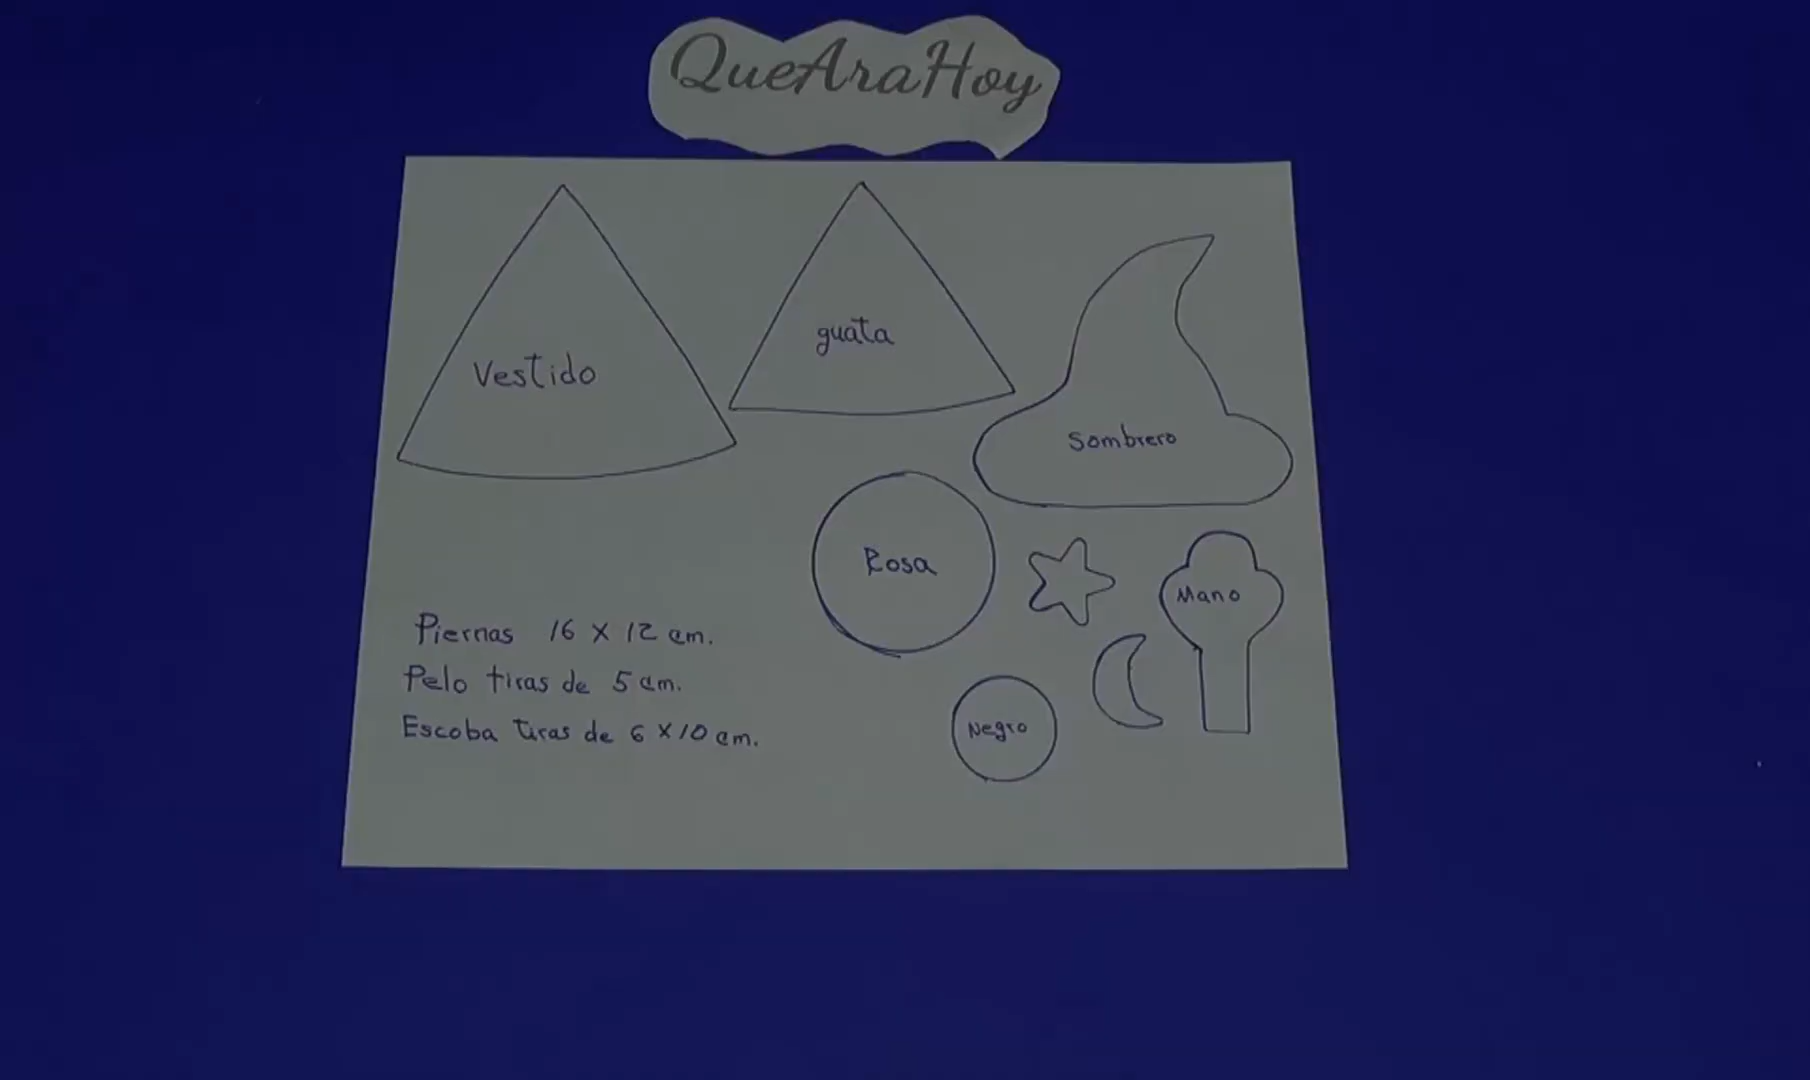 QueAraHoy
Vestido
guata
Sombrero
Rosa
Mano
Negro
Piernas 16 x 12 cm.
Pelo tiras de 5 cm.
Escoba tiras de 6 x 10 cm.